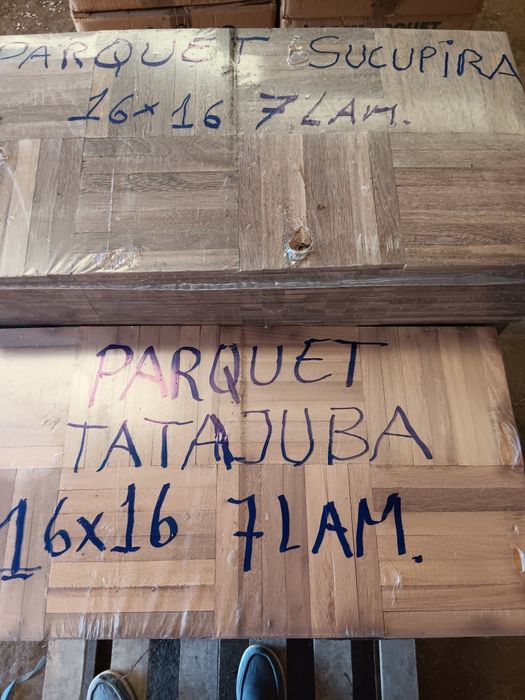 PARQUET SUCUPIRA
16x16 7LAM.
PARQUET
TATAJUBA
16x16 7LAM.